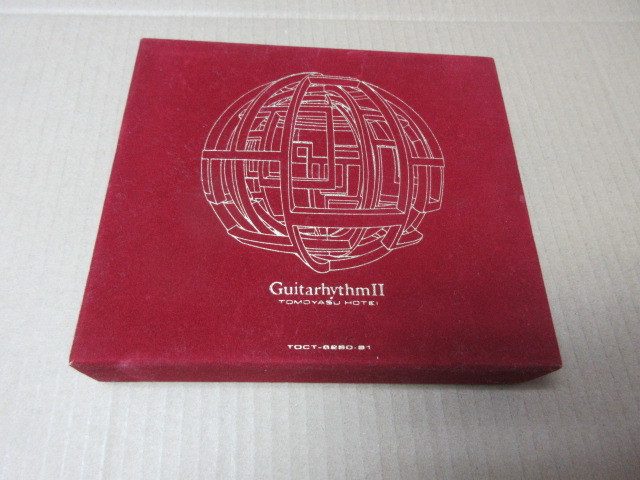 GuitarhythmII
TOMOYASU HOTEI
TOCT-6280·81